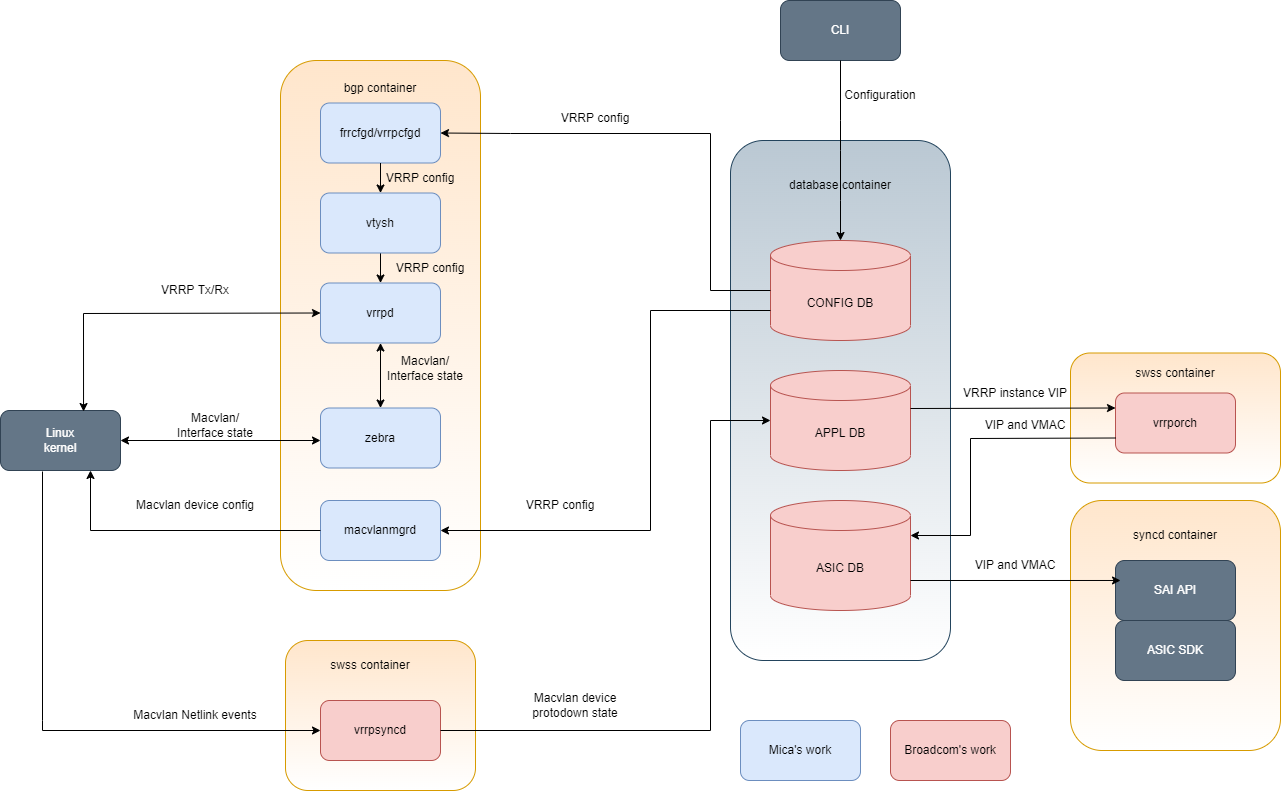 CLI
Configuration
bgp container
frrcfgd/vrrpcfgd
VRRP config
VRRP config
vtysh
VRRP config
vrrpd
VRRP Tx/Rx
Macvlan/
Interface state
zebra
Macvlan/
Interface state
Linux
kernel
Macvlan device config
macvlanmgrd
VRRP config
database container
CONFIG DB
APPL DB
ASIC DB
swss container
VRRP instance VIP
vrrporch
VIP and VMAC
syncd container
VIP and VMAC
SAI API
ASIC SDK
swss container
Macvlan Netlink events
vrrpsyncd
Macvlan device
protodown state
Mica's work
Broadcom's work